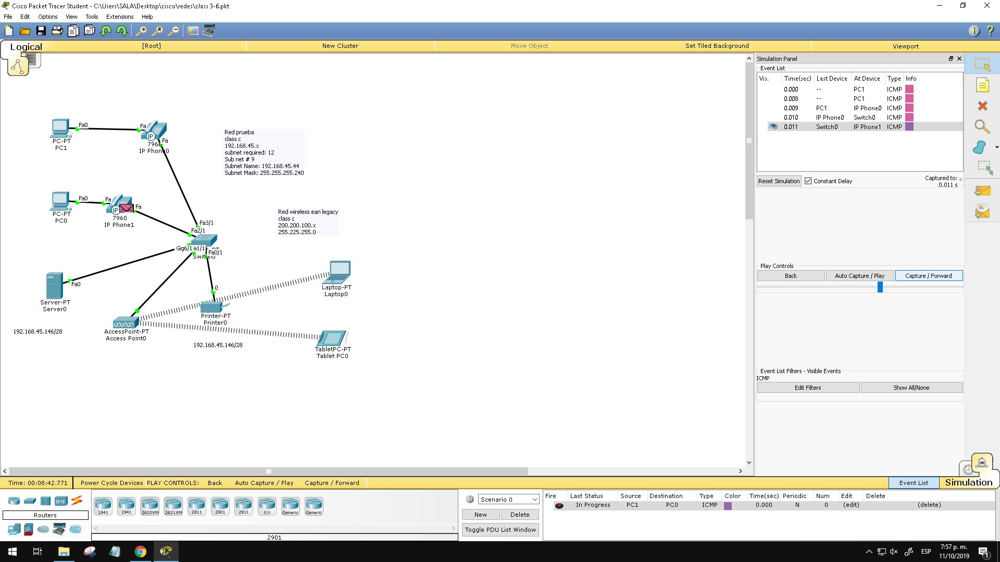 Cisco Packet Tracer Student - C:\Users\SALA\Desktop\cisco\redes\class 3-6.pkt
File Edit Options View Tools Extensions Help
Logical [Root] New Cluster Move Object Set Tiled Background Viewport
Simulation Panel
Event List
Vis. Time(sec) Last Device At Device Type Info
0.000 -- PC1 ICMP
0.008 -- PC1 ICMP
0.009 PC1 IP Phone0 ICMP
0.010 IP Phone0 Switch0 ICMP
0.011 Switch0 IP Phone1 ICMP
Reset Simulation Constant Delay Captured to: *
0.011 s
Play Controls
Back Auto Capture / Play Capture / Forward
Event List Filters - Visible Events
ICMP
Edit Filters Show All/None
Fa0 Fa
IP
PC-PT
PC1
Fa
IP Phone0
Red prueba
class c
192.168.45.x
subnet required: 12
Sub net # 9
Subnet Name: 192.168.45.44
Subnet Mask: 255.255.255.240
Fa0 Fa
IP
Fa
PC-PT
PC0
7960
IP Phone1
Red wireless ean legacy
class c
200.200.100.x
255.225.255.0
Fa3/1
Fa2/1
Gig6/1
Fa0/1
Fa0
Server-PT
Server0
192.168.45.146/28
0
AccessPoint-PT
Access Point0
Printer-PT
Printer0
192.168.45.146/28
Laptop-PT
Laptop0
TabletPC-PT
Tablet PC0
Time: 00:08:42.771 Power Cycle Devices PLAY CONTROLS: Back Auto Capture / Play Capture / Forward Event List Simulation
Routers
1841 1941 2620XM 2621XM 2811 2901 2911 819 Generic Generic
2901
Scenario 0
New Delete
Toggle PDU List Window
Fire Last Status Source Destination Type Color Time(sec) Periodic Num Edit Delete
In Progress PC1 PC0 ICMP 0.000 N 0 (edit) (delete)
ESP
7:57 p. m.
11/10/2019
1